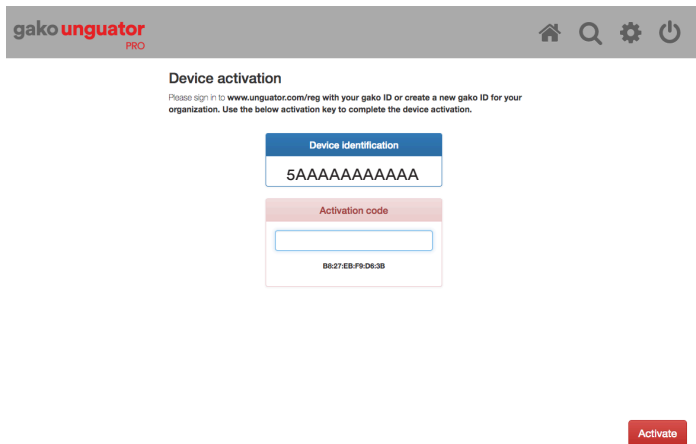 gako unguator
PRO
Device activation
Please sign in to www.unguator.com/reg with your gako ID or create a new gako ID for your
organization. Use the below activation key to complete the device activation.
Device identification
5AAAAAAAAAAA
Activation code
B8:27:EB:F9:D6:3B
Activate